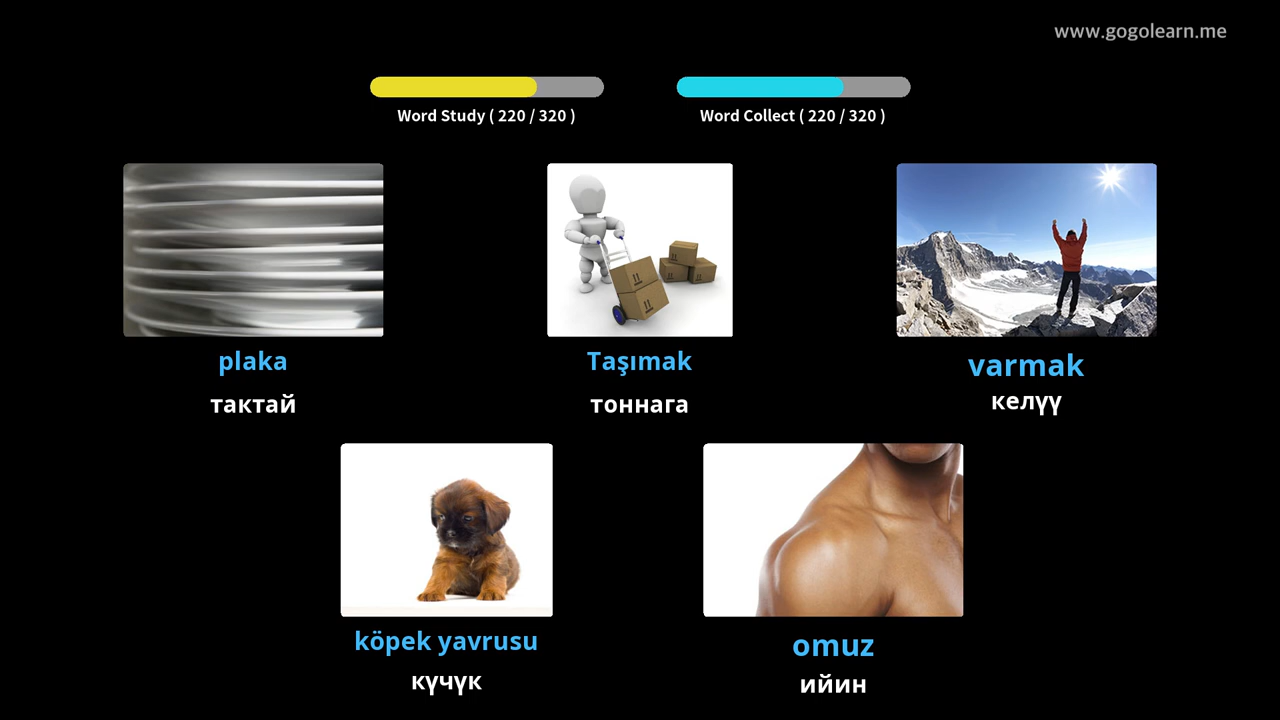 www.gogolearn.me
Word Study ( 220 / 320 )
Word Collect ( 220 / 320 )
plaka
тактай
Taşımak
тоннага
varmak
келүү
köpek yavrusu
күчүк
omuz
ийин